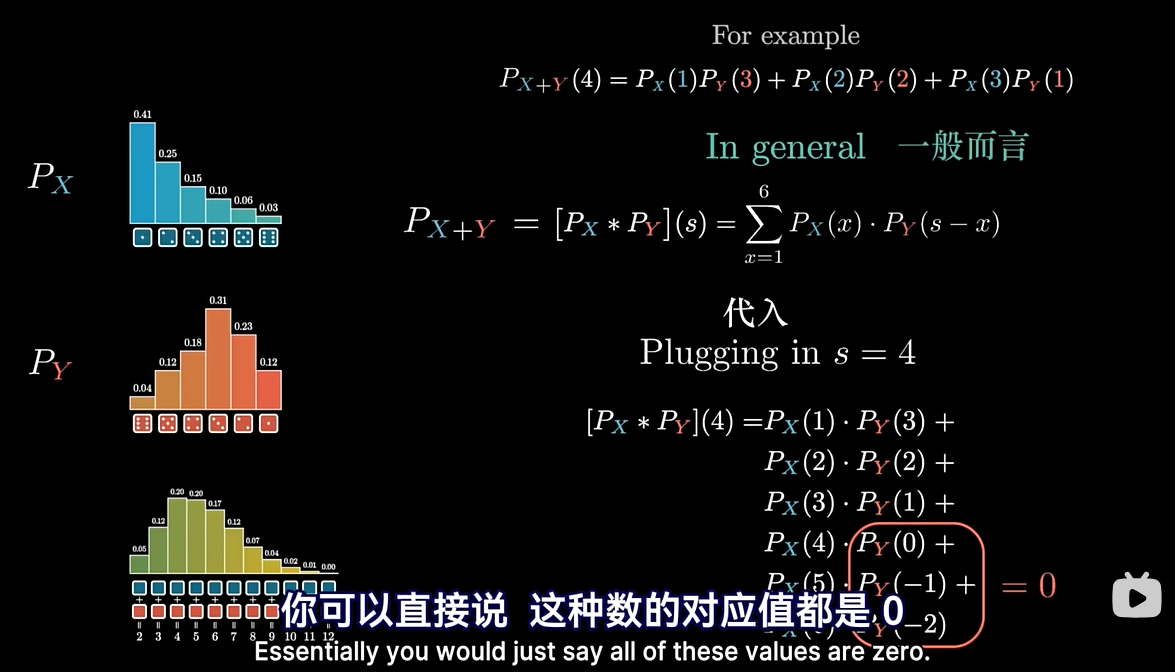 For example
P_{X+Y}(4) = P_X(1)P_Y(3) + P_X(2)P_Y(2) + P_X(3)P_Y(1)
In general 一般而言
P_{X+Y} = [P_X * P_Y](s) = \sum_{x=1}^{6} P_X(x) · P_Y(s − x)
代入
Plugging in s = 4
[P_X * P_Y](4) = P_X(1) · P_Y(3) +
P_X(2) · P_Y(2) +
P_X(3) · P_Y(1) +
P_X(4) · P_Y(0) +
P_X(5) · P_Y(−1) +
P_Y(−2)
= 0
P_X
0.41 0.25 0.15 0.10 0.06 0.03
P_Y
0.04 0.12 0.18 0.31 0.23 0.12
0.05 0.12 0.20 0.20 0.17 0.12 0.07 0.04 0.02 0.01 0.00
+ + + + + + + +
= = = = = = = = = = =
2 3 4 5 6 7 8 9 10 11 12
你可以直接说 这种数的对应值都是 0
Essentially you would just say all of these values are zero.